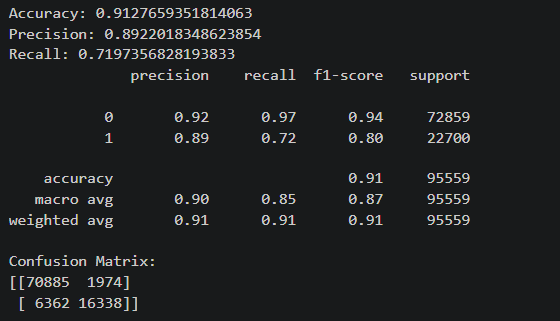 Accuracy: 0.9127659351814063
Precision: 0.8922018348623854
Recall: 0.7197356828193833
precision recall f1-score support
0 0.92 0.97 0.94 72859
1 0.89 0.72 0.80 22700
accuracy 0.91 95559
macro avg 0.90 0.85 0.87 95559
weighted avg 0.91 0.91 0.91 95559
Confusion Matrix:
[[70885 1974]
[ 6362 16338]]